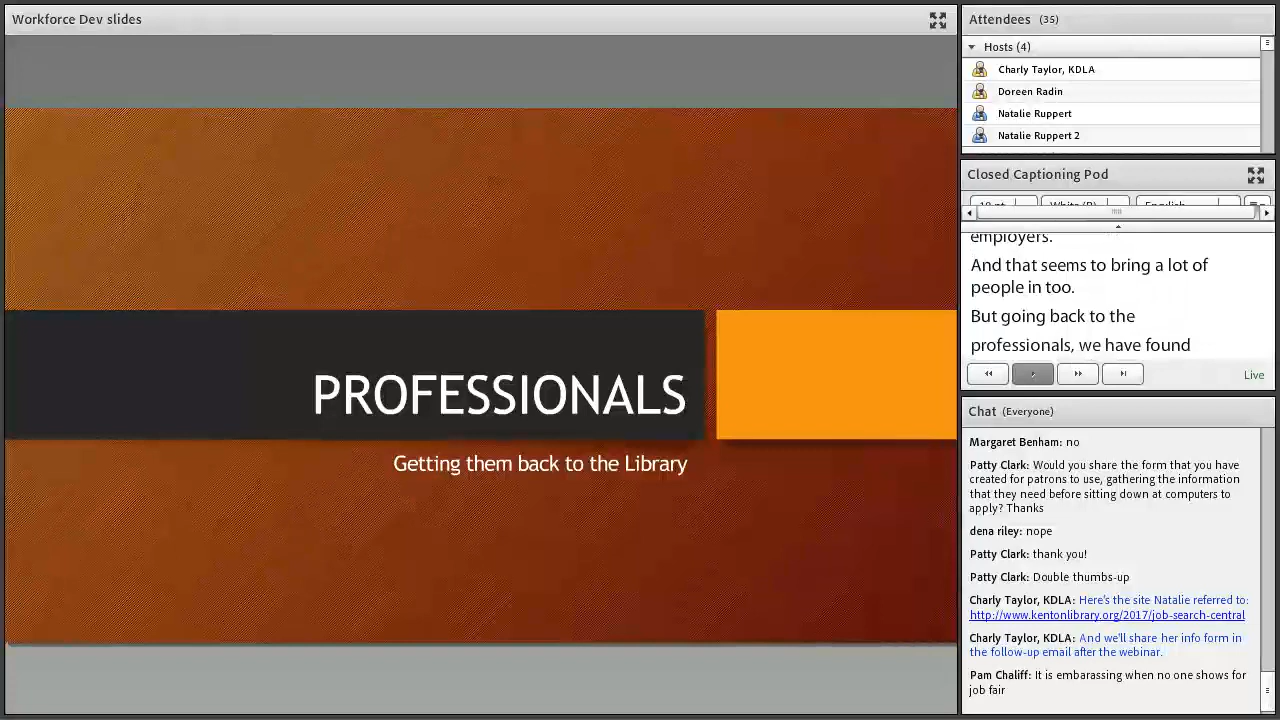 Workforce Dev slides
PROFESSIONALS
Getting them back to the Library
Attendees (35)
Hosts (4)
Charly Taylor, KDLA
Doreen Radin
Natalie Ruppert
Natalie Ruppert 2
Closed Captioning Pod
employers.
And that seems to bring a lot of
people in too.
But going back to the
professionals, we have found
Live
Chat (Everyone)
Margaret Benham: no
Patty Clark: Would you share the form that you have
created for patrons to use, gathering the information
that they need before sitting down at computers to
apply? Thanks
dena riley: nope
Patty Clark: thank you!
Patty Clark: Double thumbs-up
Charly Taylor, KDLA: Here's the site Natalie referred to:
http://www.kentonlibrary.org/2017/job-search-central
Charly Taylor, KDLA: And we'll share her info form in
the follow-up email after the webinar.
Pam Chaliff: It is embarassing when no one shows for
job fair